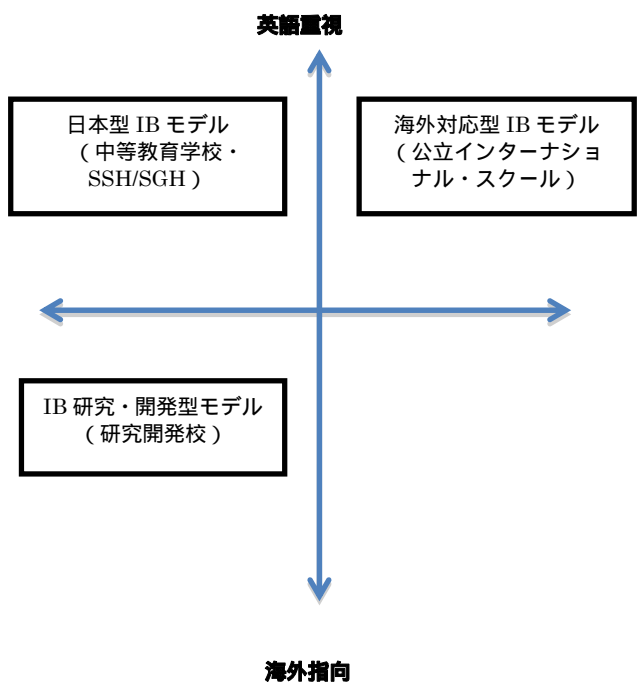 英語重視
日本型 IB モデル
（中等教育学校・
SSH/SGH）
海外対応型 IB モデル
（公立インターナショ
ナル・スクール）
IB 研究・開発型モデル
（研究開発校）
海外指向